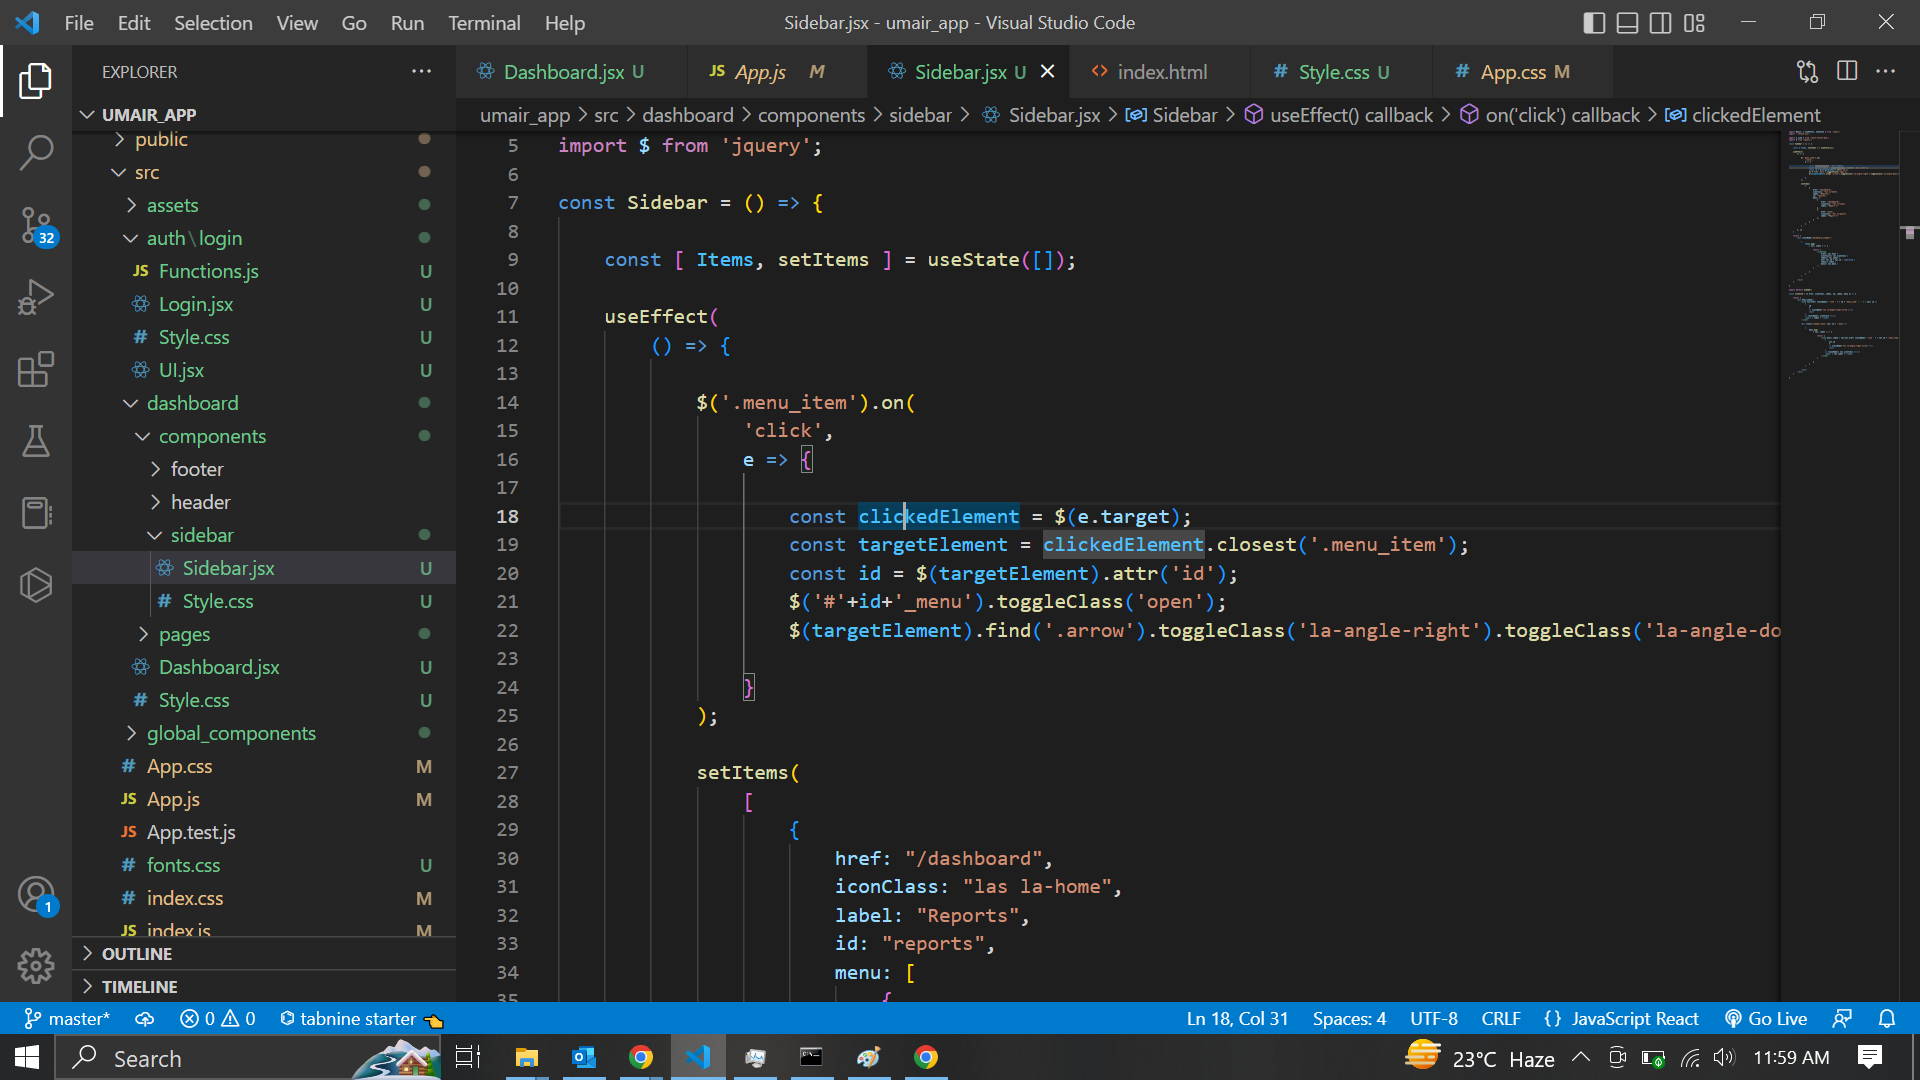 File Edit Selection View Go Run Terminal Help
Sidebar.jsx - umair_app - Visual Studio Code
EXPLORER
UMAIR_APP
public
src
assets
auth\login
JS Functions.js U
Login.jsx U
# Style.css U
UI.jsx U
dashboard
components
footer
header
sidebar
Sidebar.jsx U
# Style.css U
pages
Dashboard.jsx U
# Style.css U
global_components
# App.css M
JS App.js M
JS App.test.js
# fonts.css U
# index.css M
JS index.js M
OUTLINE
TIMELINE
32
1
Dashboard.jsx U
JS App.js M
Sidebar.jsx U
<> index.html
# Style.css U
# App.css M
umair_app > src > dashboard > components > sidebar > Sidebar.jsx > Sidebar > useEffect() callback > on('click') callback > clickedElement
5 import $ from 'jquery';
6
7 const Sidebar = () => {
8
9 const [ Items, setItems ] = useState([]);
10
11 useEffect(
12 () => {
13
14 $('.menu_item').on(
15 'click',
16 e => {
17
18 const clickedElement = $(e.target);
19 const targetElement = clickedElement.closest('.menu_item');
20 const id = $(targetElement).attr('id');
21 $('#'+id+'_menu').toggleClass('open');
22 $(targetElement).find('.arrow').toggleClass('la-angle-right').toggleClass('la-angle-do
23
24 }
25 );
26
27 setItems(
28 [
29 {
30 href: "/dashboard",
31 iconClass: "las la-home",
32 label: "Reports",
33 id: "reports",
34 menu: [
35 {
master* 0 0 tabnine starter
Ln 18, Col 31 Spaces: 4 UTF-8 CRLF {} JavaScript React Go Live
Search
23°C Haze
11:59 AM